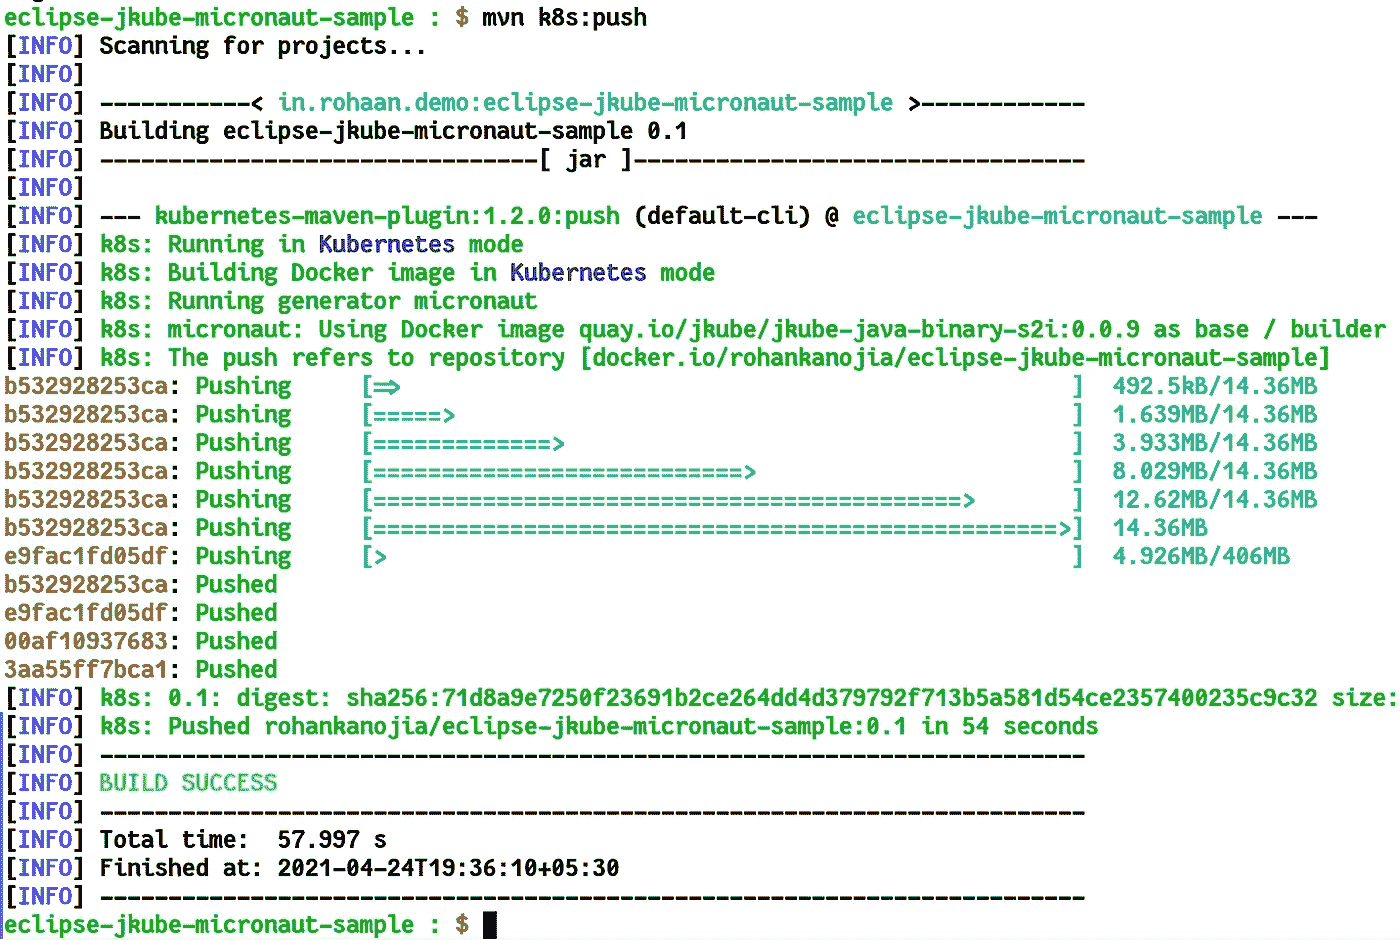 eclipse-jkube-micronaut-sample : $ mvn k8s:push
[INFO] Scanning for projects...
[INFO]
[INFO] -----------< in.rohaan.demo:eclipse-jkube-micronaut-sample >------------
[INFO] Building eclipse-jkube-micronaut-sample 0.1
[INFO] --------------------------------[ jar ]---------------------------------
[INFO]
[INFO] --- kubernetes-maven-plugin:1.2.0:push (default-cli) @ eclipse-jkube-micronaut-sample ---
[INFO] k8s: Running in Kubernetes mode
[INFO] k8s: Building Docker image in Kubernetes mode
[INFO] k8s: Running generator micronaut
[INFO] k8s: micronaut: Using Docker image quay.io/jkube/jkube-java-binary-s2i:0.0.9 as base / builder
[INFO] k8s: The push refers to repository [docker.io/rohankanojia/eclipse-jkube-micronaut-sample]
b532928253ca: Pushing [=> ] 492.5kB/14.36MB
b532928253ca: Pushing [=====> ] 1.639MB/14.36MB
b532928253ca: Pushing [=============> ] 3.933MB/14.36MB
b532928253ca: Pushing [===========================> ] 8.029MB/14.36MB
b532928253ca: Pushing [===========================================> ] 12.62MB/14.36MB
b532928253ca: Pushing [==================================================>] 14.36MB
e9fac1fd05df: Pushing [> ] 4.926MB/406MB
b532928253ca: Pushed
e9fac1fd05df: Pushed
00af10937683: Pushed
3aa55ff7bca1: Pushed
[INFO] k8s: 0.1: digest: sha256:71d8a9e7250f23691b2ce264dd4d379792f713b5a581d54ce2357400235c9c32 size:
[INFO] k8s: Pushed rohankanojia/eclipse-jkube-micronaut-sample:0.1 in 54 seconds
[INFO] ------------------------------------------------------------------------
[INFO] BUILD SUCCESS
[INFO] ------------------------------------------------------------------------
[INFO] Total time:  57.997 s
[INFO] Finished at: 2021-04-24T19:36:10+05:30
[INFO] ------------------------------------------------------------------------
eclipse-jkube-micronaut-sample : $